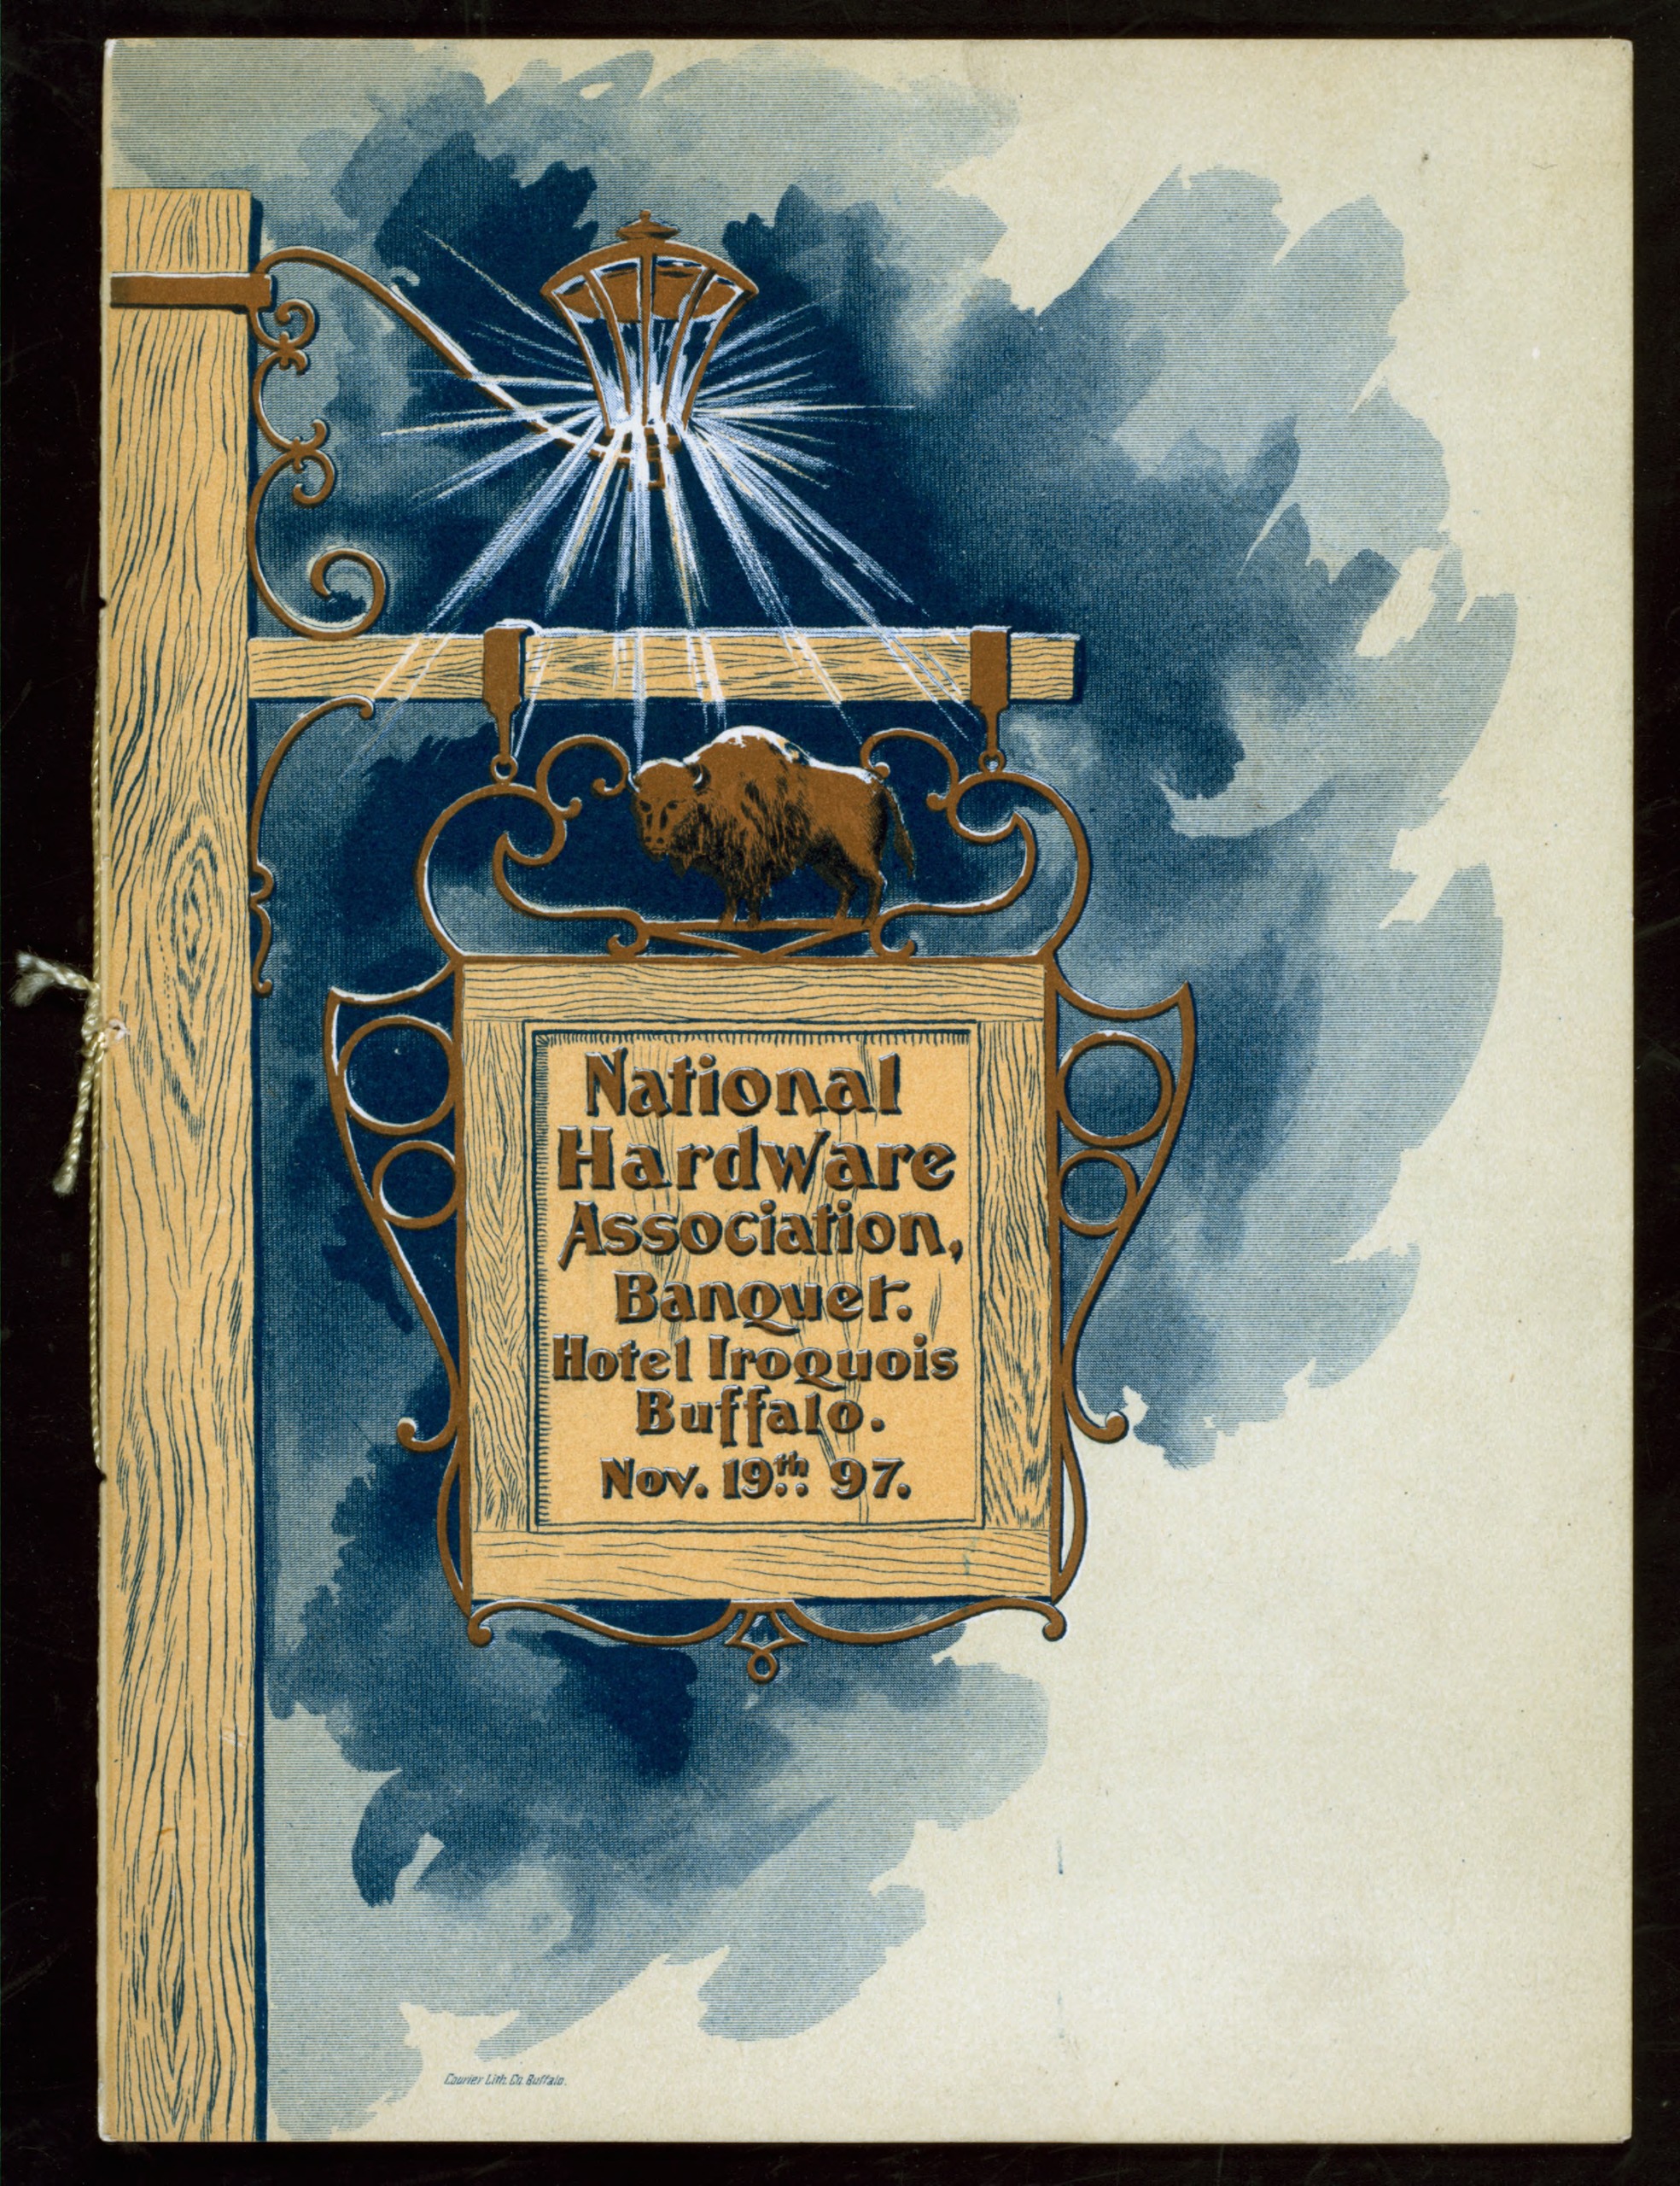 National
Hardware
Association,
Banquet.
Hotel Iroquois
Buffalo.
Nov. 19th. 97.
Courier Lith. Co. Buffalo.